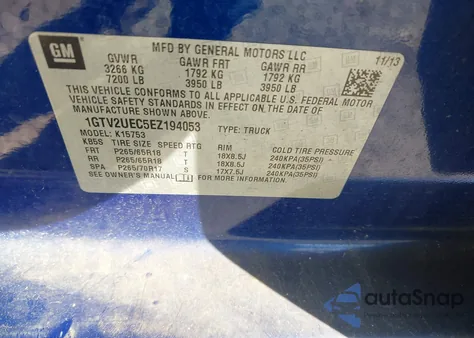 GM
MFD BY GENERAL MOTORS LLC
11/13
GVWR GAWR FRT GAWR RR
3266 KG 1792 KG 1792 KG
7200 LB 3950 LB 3950 LB
THIS VEHICLE CONFORMS TO ALL APPLICABLE U.S. FEDERAL
MOTOR VEHICLE SAFETY STANDARDS IN EFFECT ON THE DATE OF
MANUFACTURE SHOWN ABOVE.
1GTV2UEC5EZ194053 TYPE: TRUCK
K15753
TIRE SIZE SPEED RTG RIM COLD TIRE PRESSURE
FRT P265/65R18 T 18X8.5J 240KPA(35PSI)
RR P265/65R18 T 18X8.5J 240KPA(35PSI)
SPA P265/70R17 S 17X7.5J 240KPA(35PSI)
SEE OWNER'S MANUAL FOR MORE INFORMATION.
autoSnap